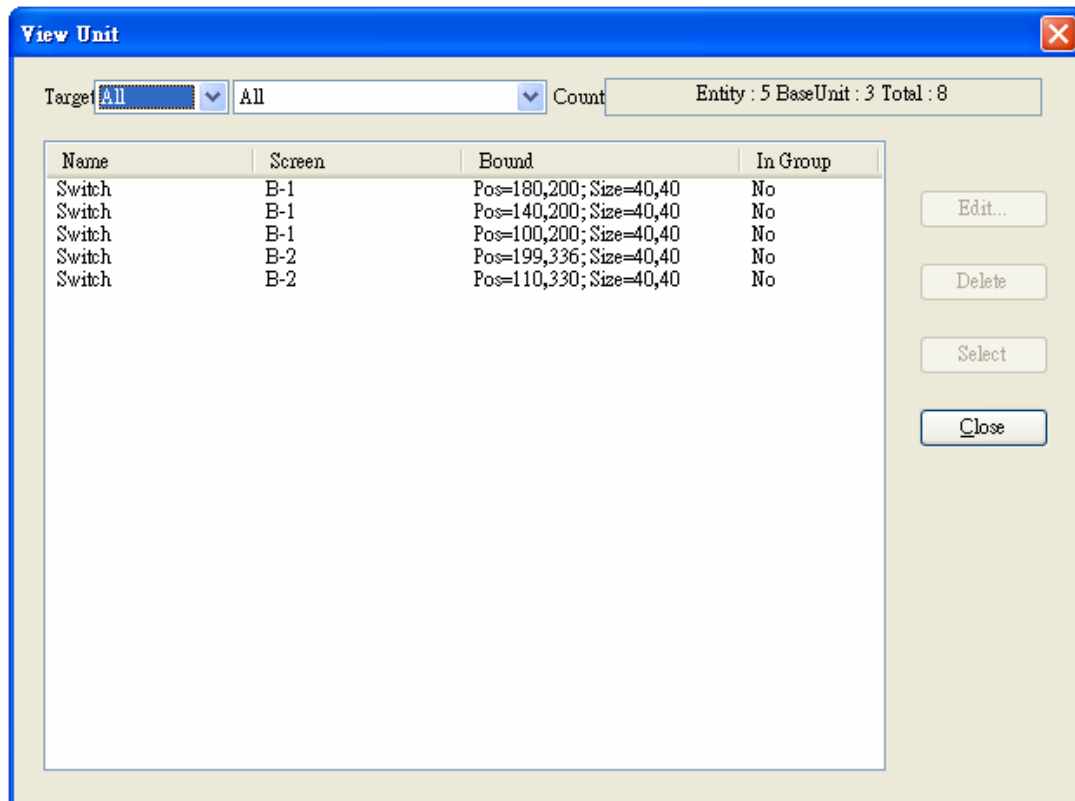 View Unit
Target All All Count Entity : 5 BaseUnit : 3 Total : 8
Name Screen Bound In Group
Switch B-1 Pos=180,200; Size=40,40 No
Switch B-1 Pos=140,200; Size=40,40 No
Switch B-1 Pos=100,200; Size=40,40 No
Switch B-2 Pos=199,336; Size=40,40 No
Switch B-2 Pos=110,330; Size=40,40 No
Edit...
Delete
Select
Close